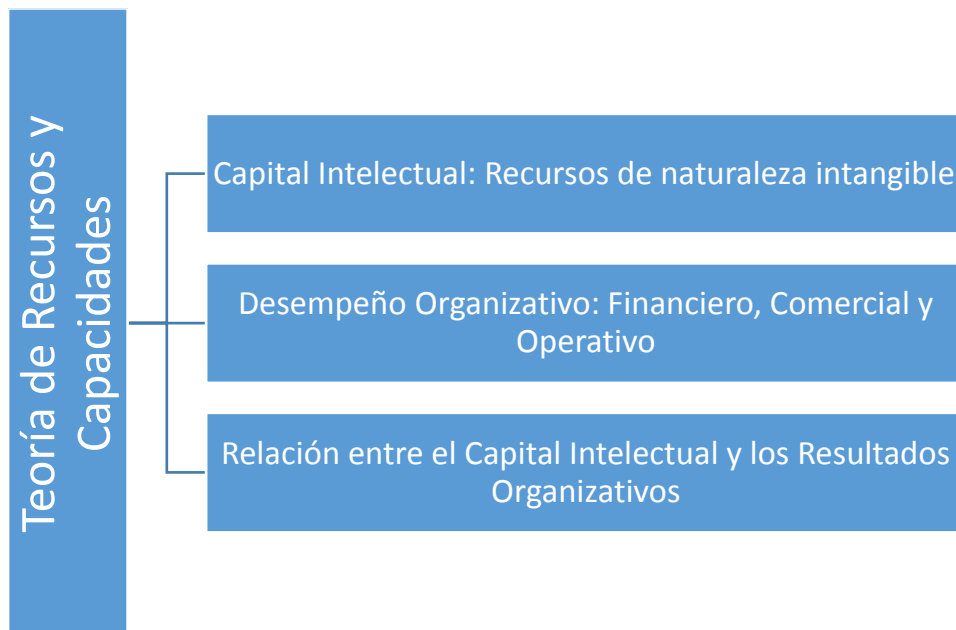 Teoría de Recursos y
Capacidades
Capital Intelectual: Recursos de naturaleza intangible
Desempeño Organizativo: Financiero, Comercial y
Operativo
Relación entre el Capital Intelectual y los Resultados
Organizativos